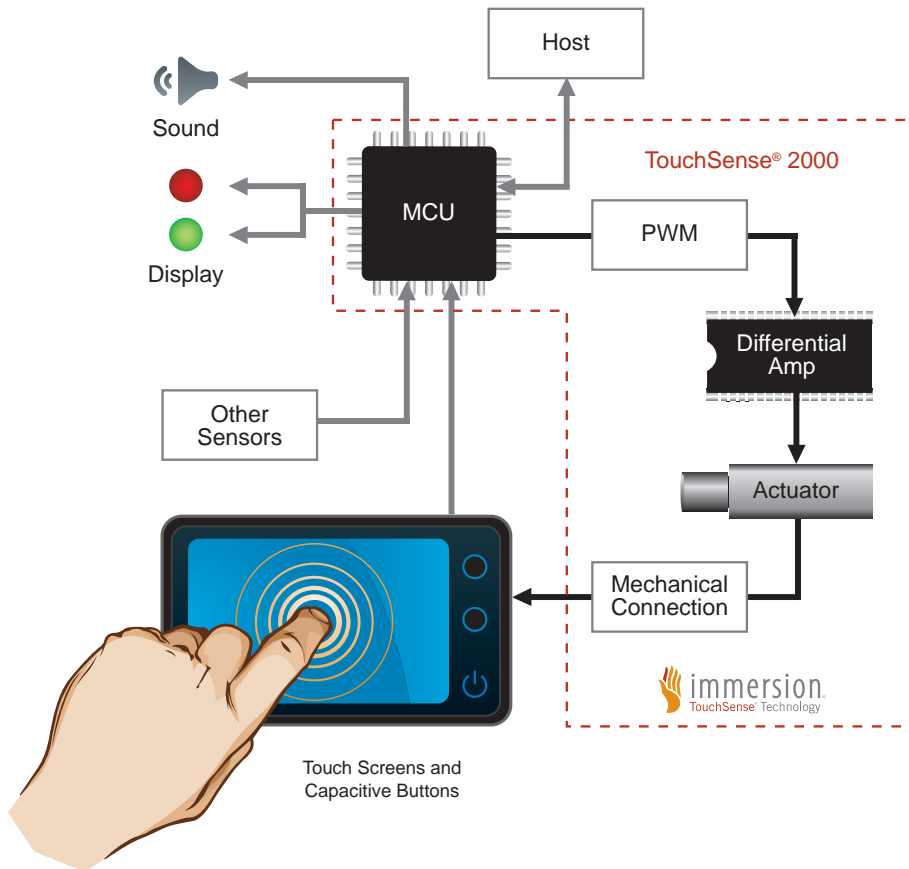 Host
Sound
TouchSense® 2000
MCU
PWM
Display
Differential
Amp
Other
Sensors
Actuator
Mechanical
Connection
immersion®
TouchSense® Technology
Touch Screens and
Capacitive Buttons